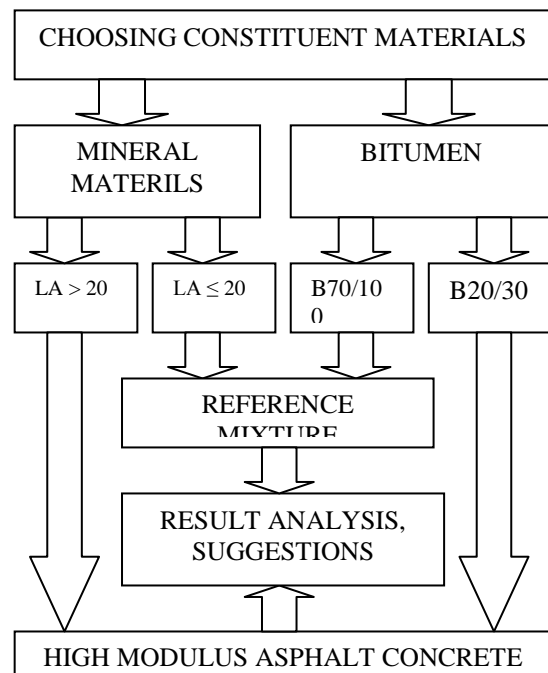 CHOOSING CONSTITUENT MATERIALS
MINERAL
MATERILS
BITUMEN
LA > 20
LA ≤ 20
B70/10
0
B20/30
REFERENCE
MIXTURE
RESULT ANALYSIS,
SUGGESTIONS
HIGH MODULUS ASPHALT CONCRETE